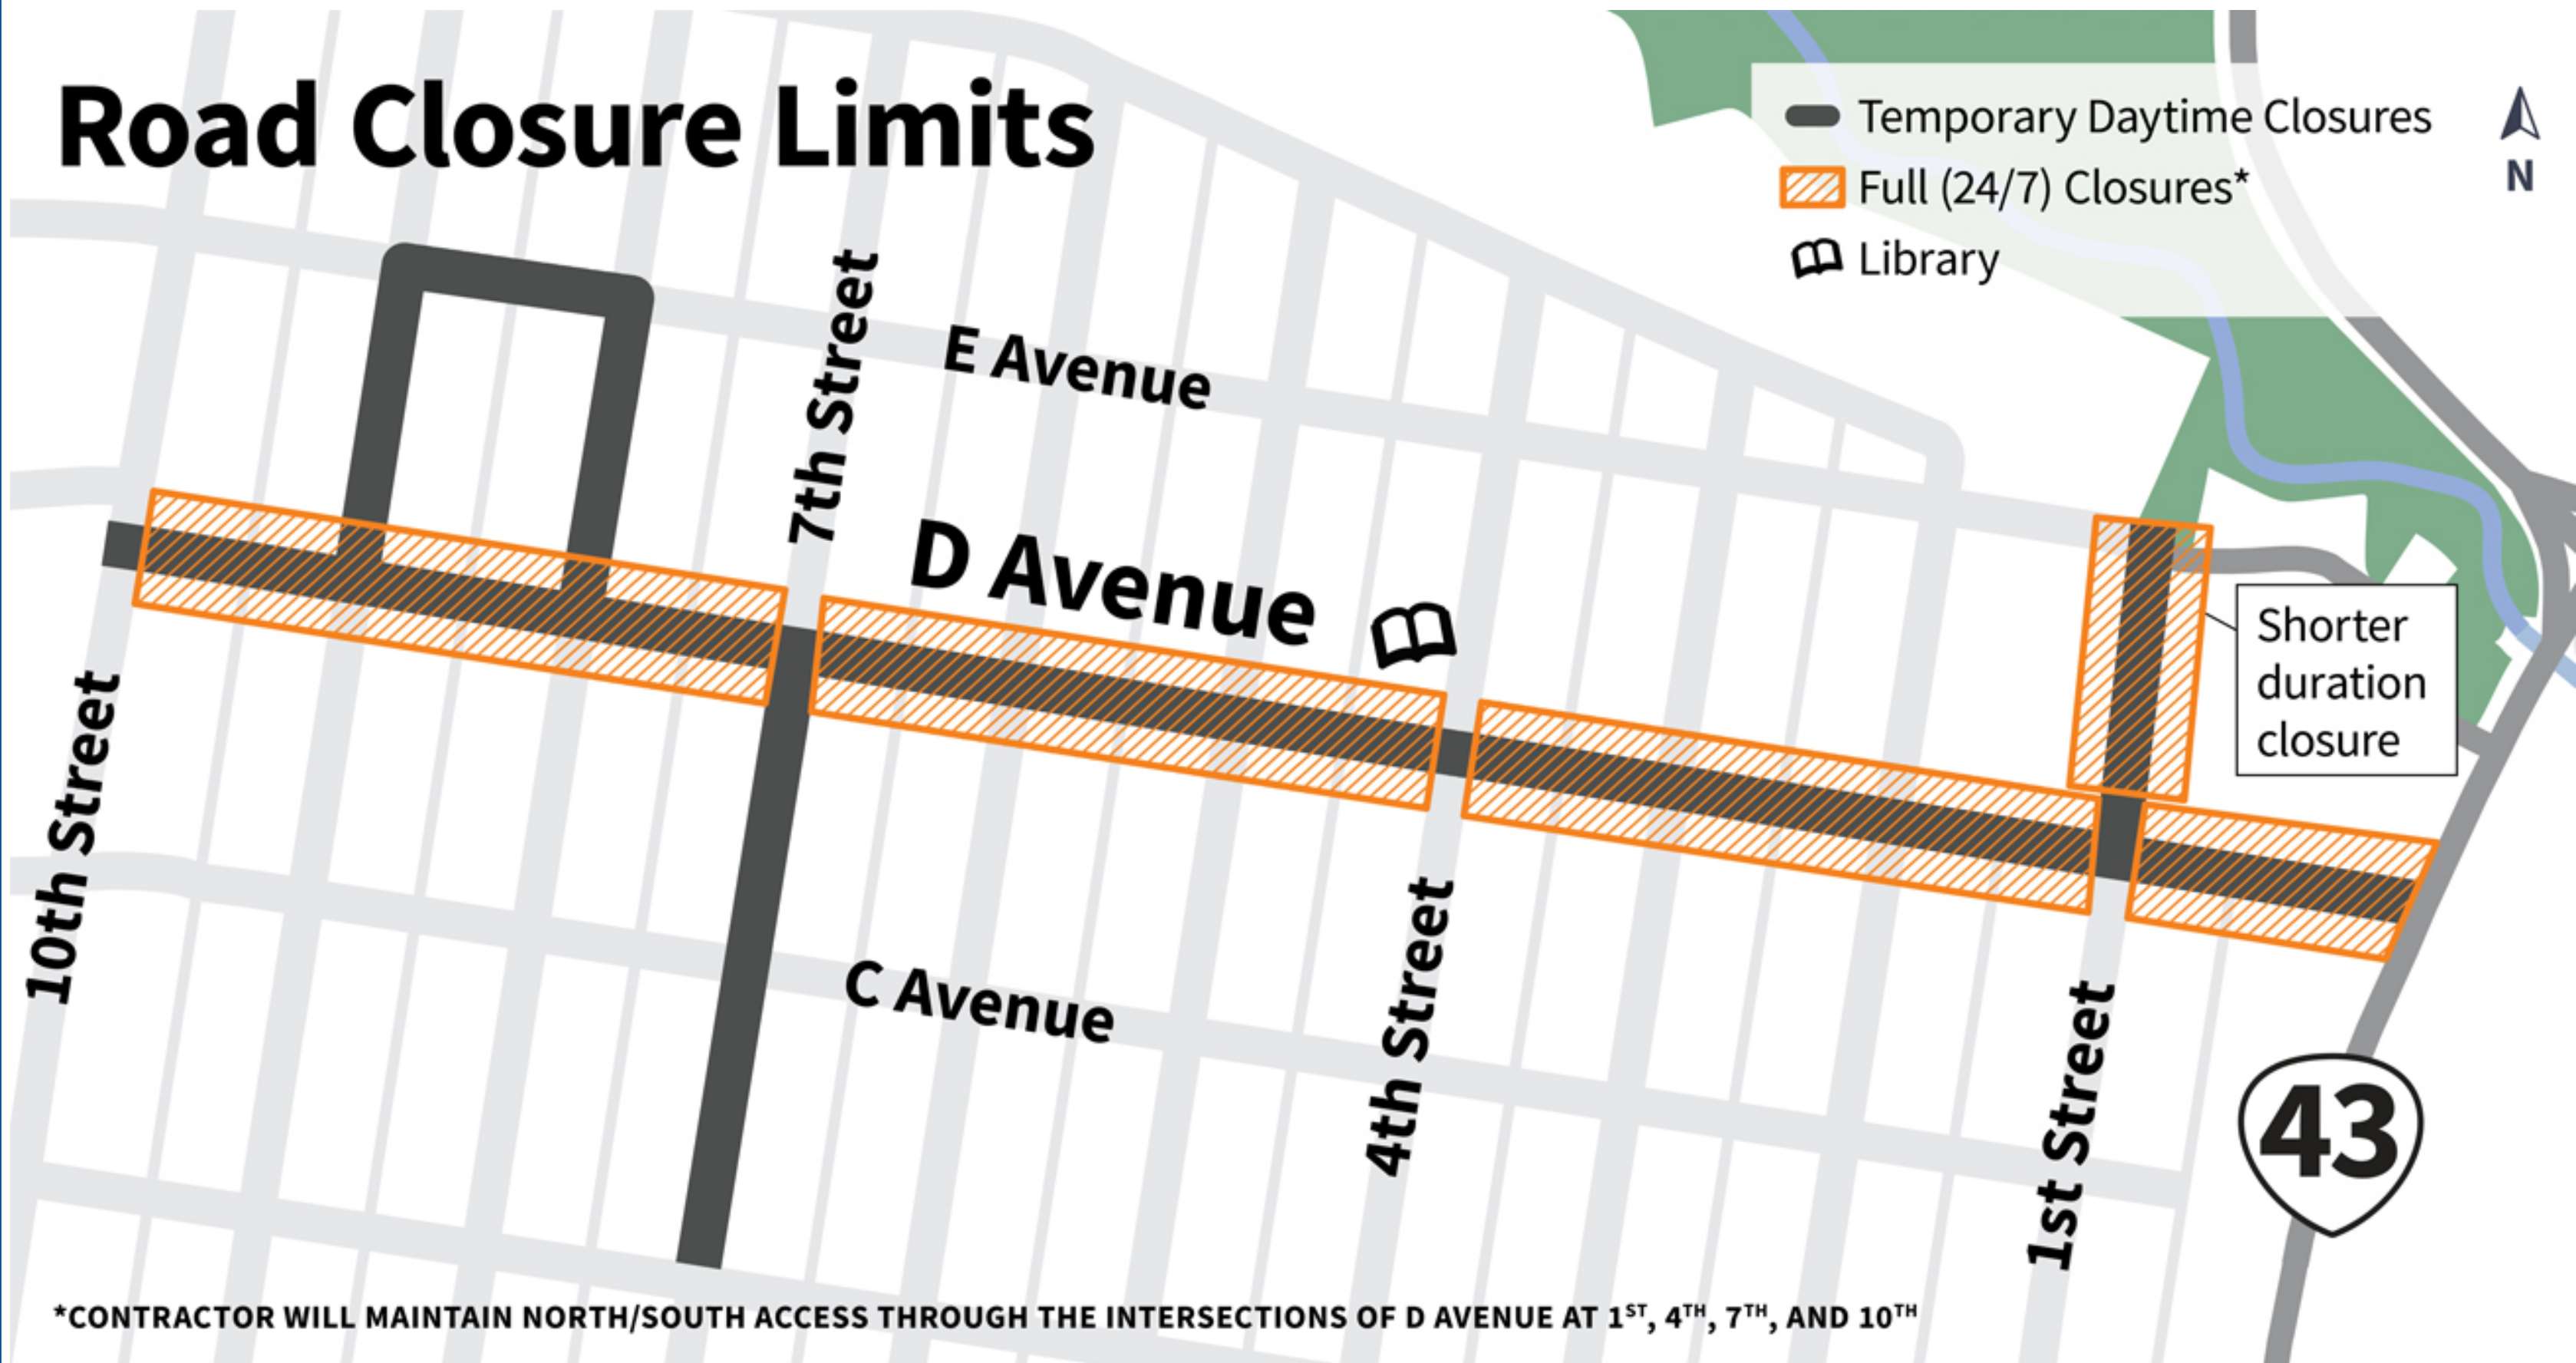 Road Closure Limits
Temporary Daytime Closures
Full (24/7) Closures*
Library
N
7th Street
E Avenue
D Avenue
Shorter
duration
closure
10th Street
C Avenue
4th Street
1st Street
43
*CONTRACTOR WILL MAINTAIN NORTH/SOUTH ACCESS THROUGH THE INTERSECTIONS OF D AVENUE AT 1ST, 4TH, 7TH, AND 10TH